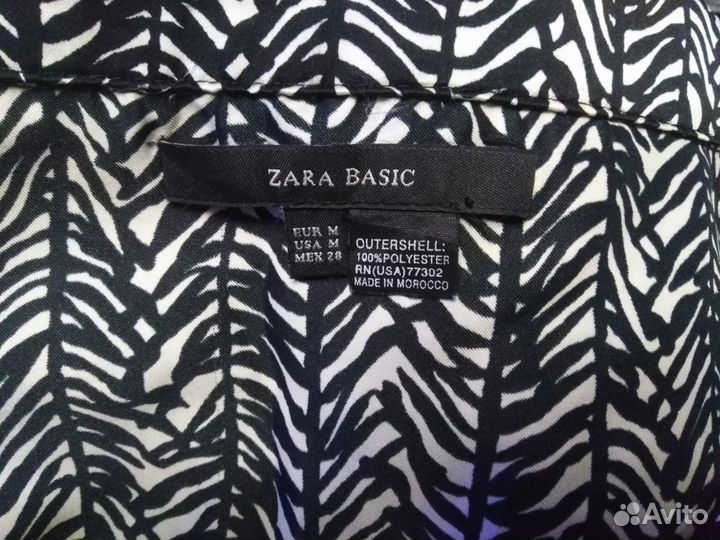 ZARA BASIC
EUR M
USA M
MEX 28
OUTERSHELL:
100%POLYESTER
RN(USA)77302
MADE IN MOROCCO
Avito